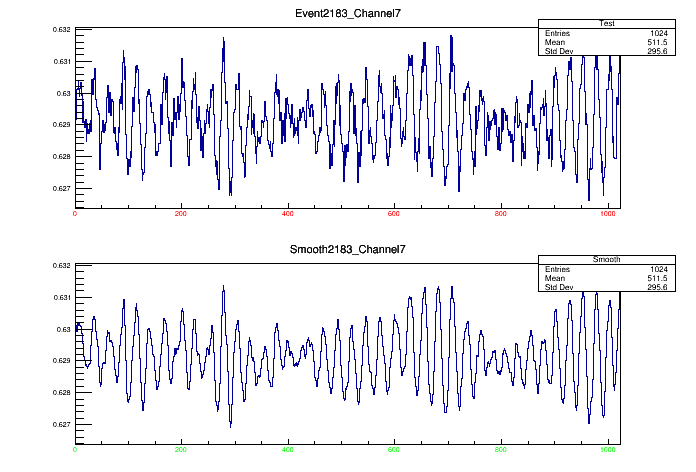 Event2183_Channel7
Test
Entries 1024
Mean 511.5
Std Dev 295.6
0.632
0.631
0.63
0.629
0.628
0.627
0 200 400 600 800 1000
Smooth2183_Channel7
Smooth
Entries 1024
Mean 511.5
Std Dev 295.6
0.632
0.631
0.63
0.629
0.628
0.627
0 200 400 600 800 1000